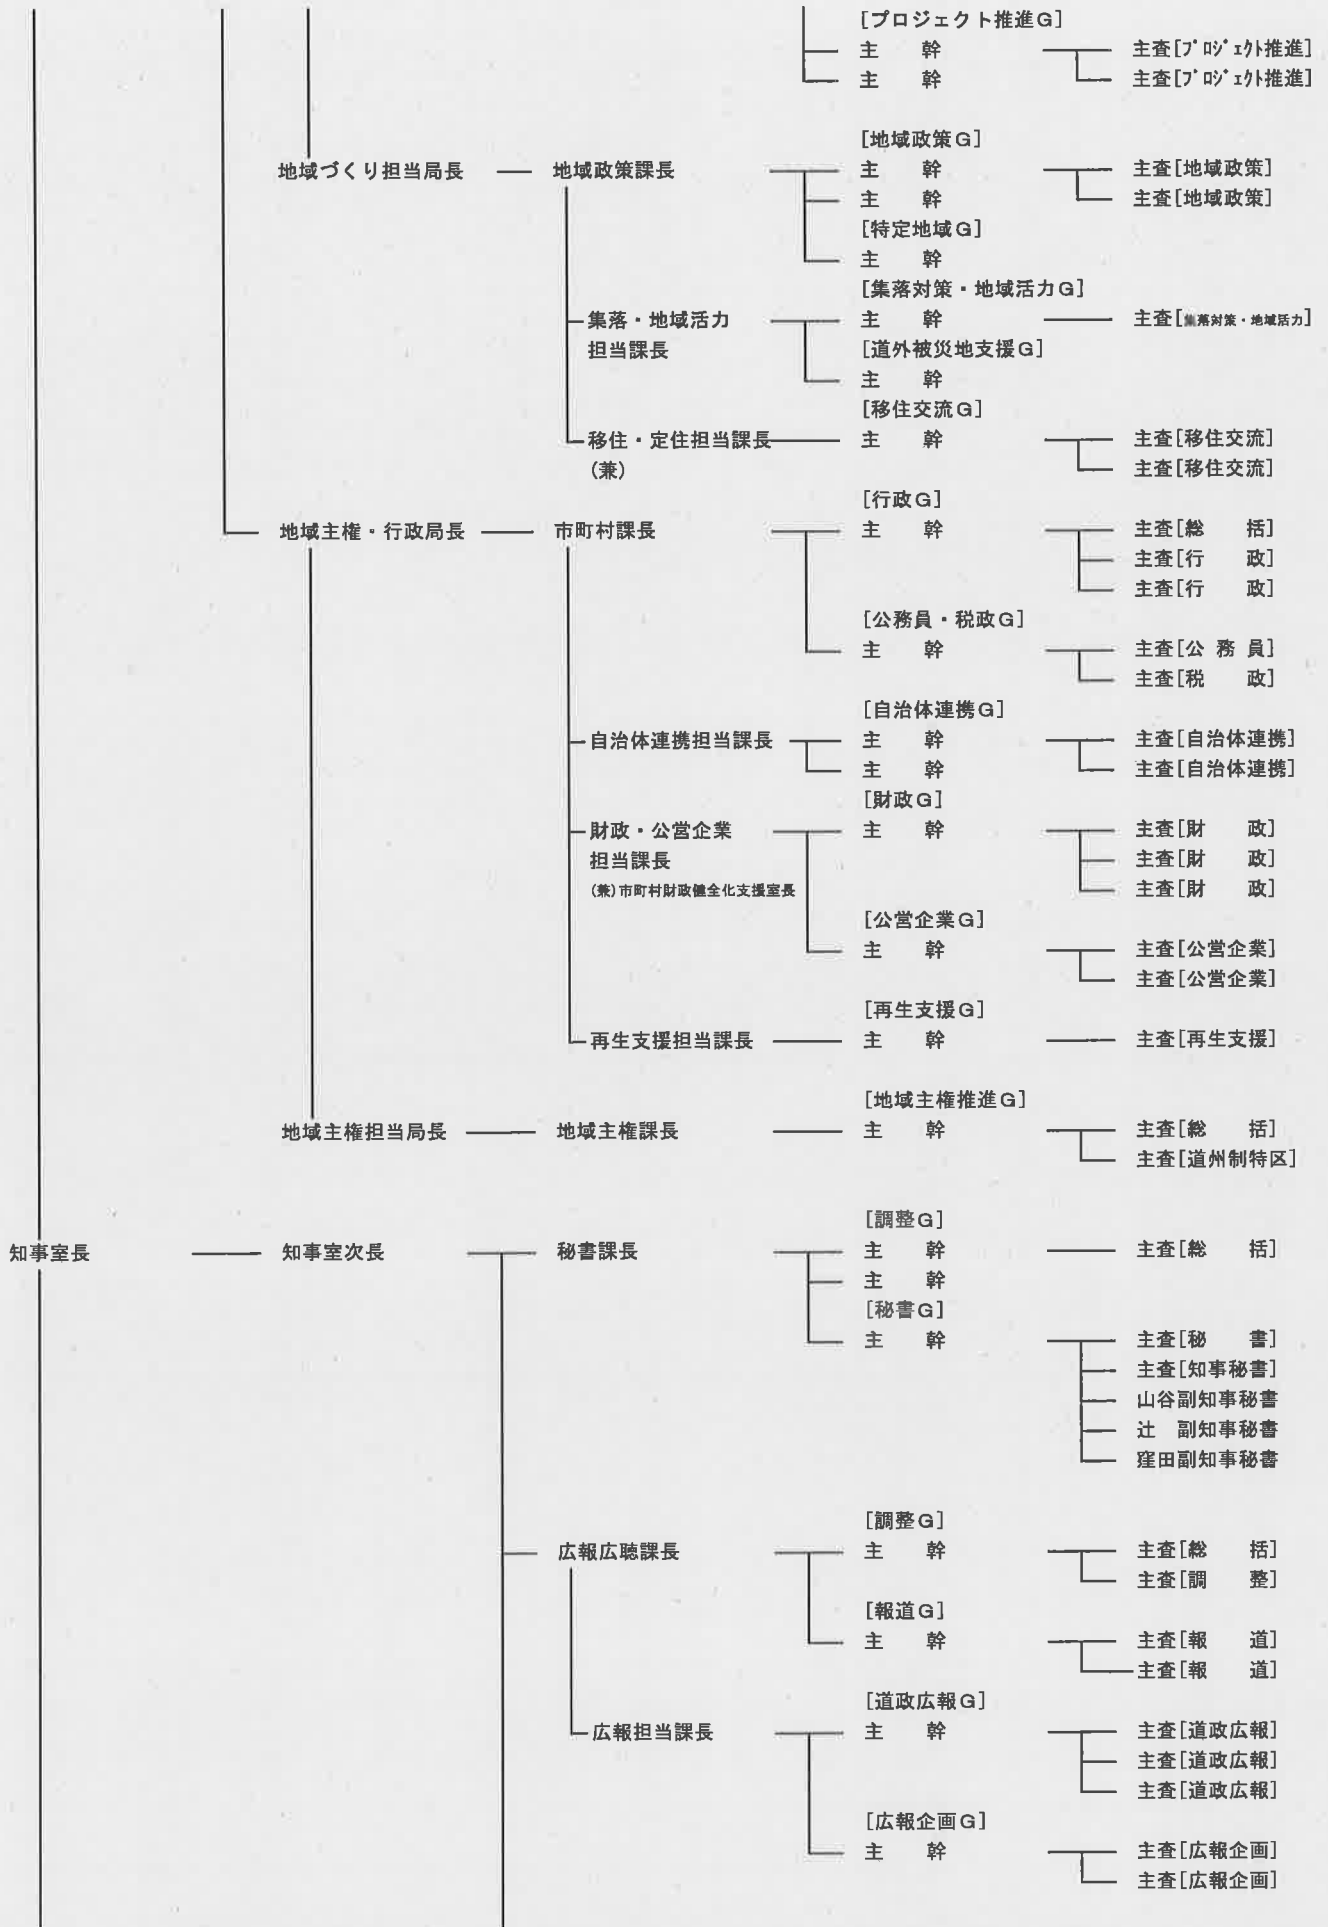 [プロジェクト推進G]
主　幹　主査[プロジェクト推進]
主　幹　主査[プロジェクト推進]
[地域政策G]
地域づくり担当局長　地域政策課長　主　幹　主査[地域政策]
主　幹　主査[地域政策]
[特定地域G]
主　幹
[集落対策・地域活力G]
集落・地域活力　主　幹　主査[集落対策・地域活力]
担当課長　[道外被災地支援G]
主　幹
[移住交流G]
移住・定住担当課長　主　幹　主査[移住交流]
(兼)　主査[移住交流]
[行政G]
地域主権・行政局長　市町村課長　主　幹　主査[総　括]
主査[行　政]
主査[行　政]
[公務員・税政G]
主　幹　主査[公 務 員]
主査[税　政]
[自治体連携G]
自治体連携担当課長　主　幹　主査[自治体連携]
主　幹　主査[自治体連携]
[財政G]
財政・公営企業　主　幹　主査[財　政]
担当課長　主査[財　政]
(兼)市町村財政健全化支援室長　主査[財　政]
[公営企業G]
主　幹　主査[公営企業]
主査[公営企業]
[再生支援G]
再生支援担当課長　主　幹　主査[再生支援]
[地域主権推進G]
地域主権担当局長　地域主権課長　主　幹　主査[総　括]
主査[道州制特区]
[調整G]
知事室長　知事室次長　秘書課長　主　幹　主査[総　括]
主　幹
[秘書G]
主　幹　主査[秘　書]
主査[知事秘書]
山谷副知事秘書
辻　副知事秘書
窪田副知事秘書
[調整G]
広報広聴課長　主　幹　主査[総　括]
主査[調　整]
[報道G]
主　幹　主査[報　道]
主査[報　道]
[道政広報G]
広報担当課長　主　幹　主査[道政広報]
主査[道政広報]
主査[道政広報]
[広報企画G]
主　幹　主査[広報企画]
主査[広報企画]